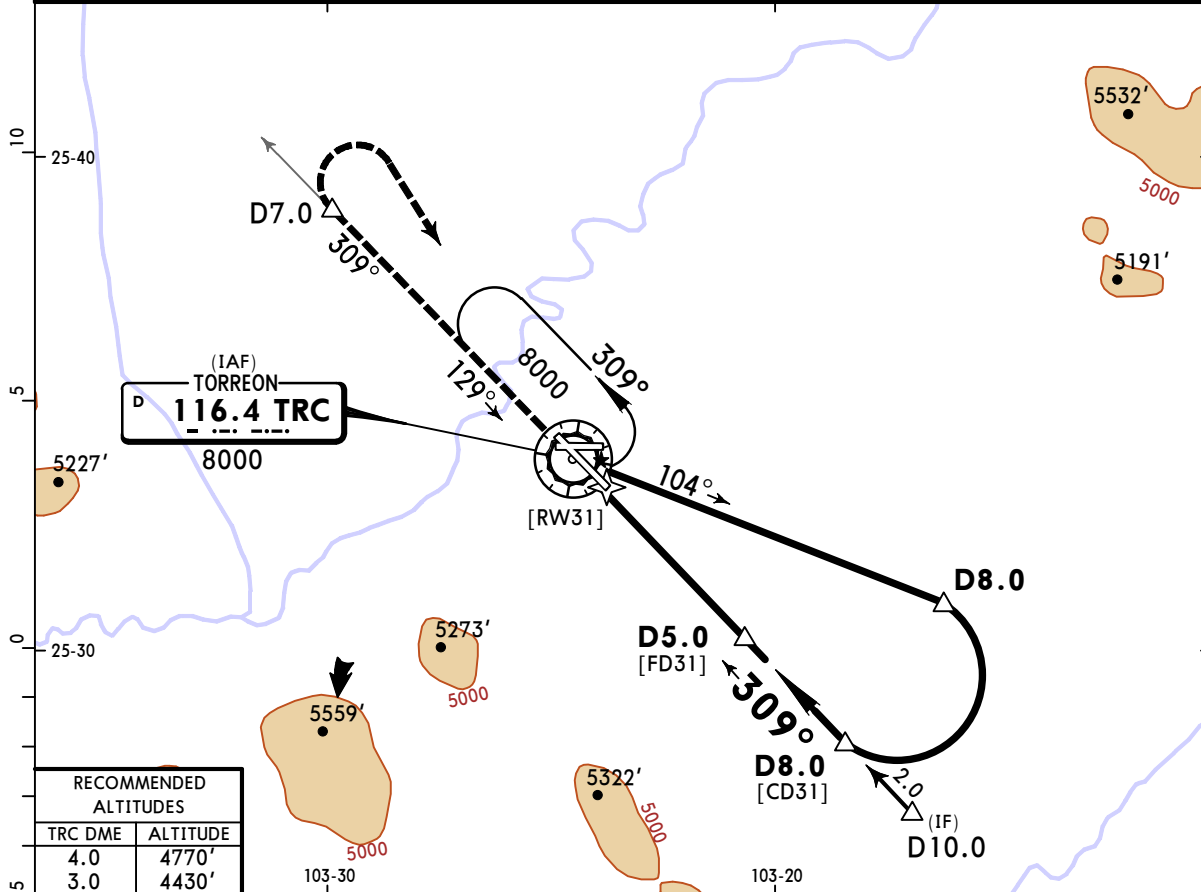 5532'
10
25-40
5000
D7.0
309°
5191'
(IAF)
TORREON
D 116.4 TRC
8000
8000
309°
129°
5
5227'
104°
[RW31]
D8.0
D5.0
[FD31]
0
25-30
5273'
5000
309°
5559'
D8.0
[CD31]
2.0
(IF)
D10.0
5322'
5000
5000
RECOMMENDED
ALTITUDES
TRC DME ALTITUDE
4.0 4770'
3.0 4430'
103-30
103-20
5